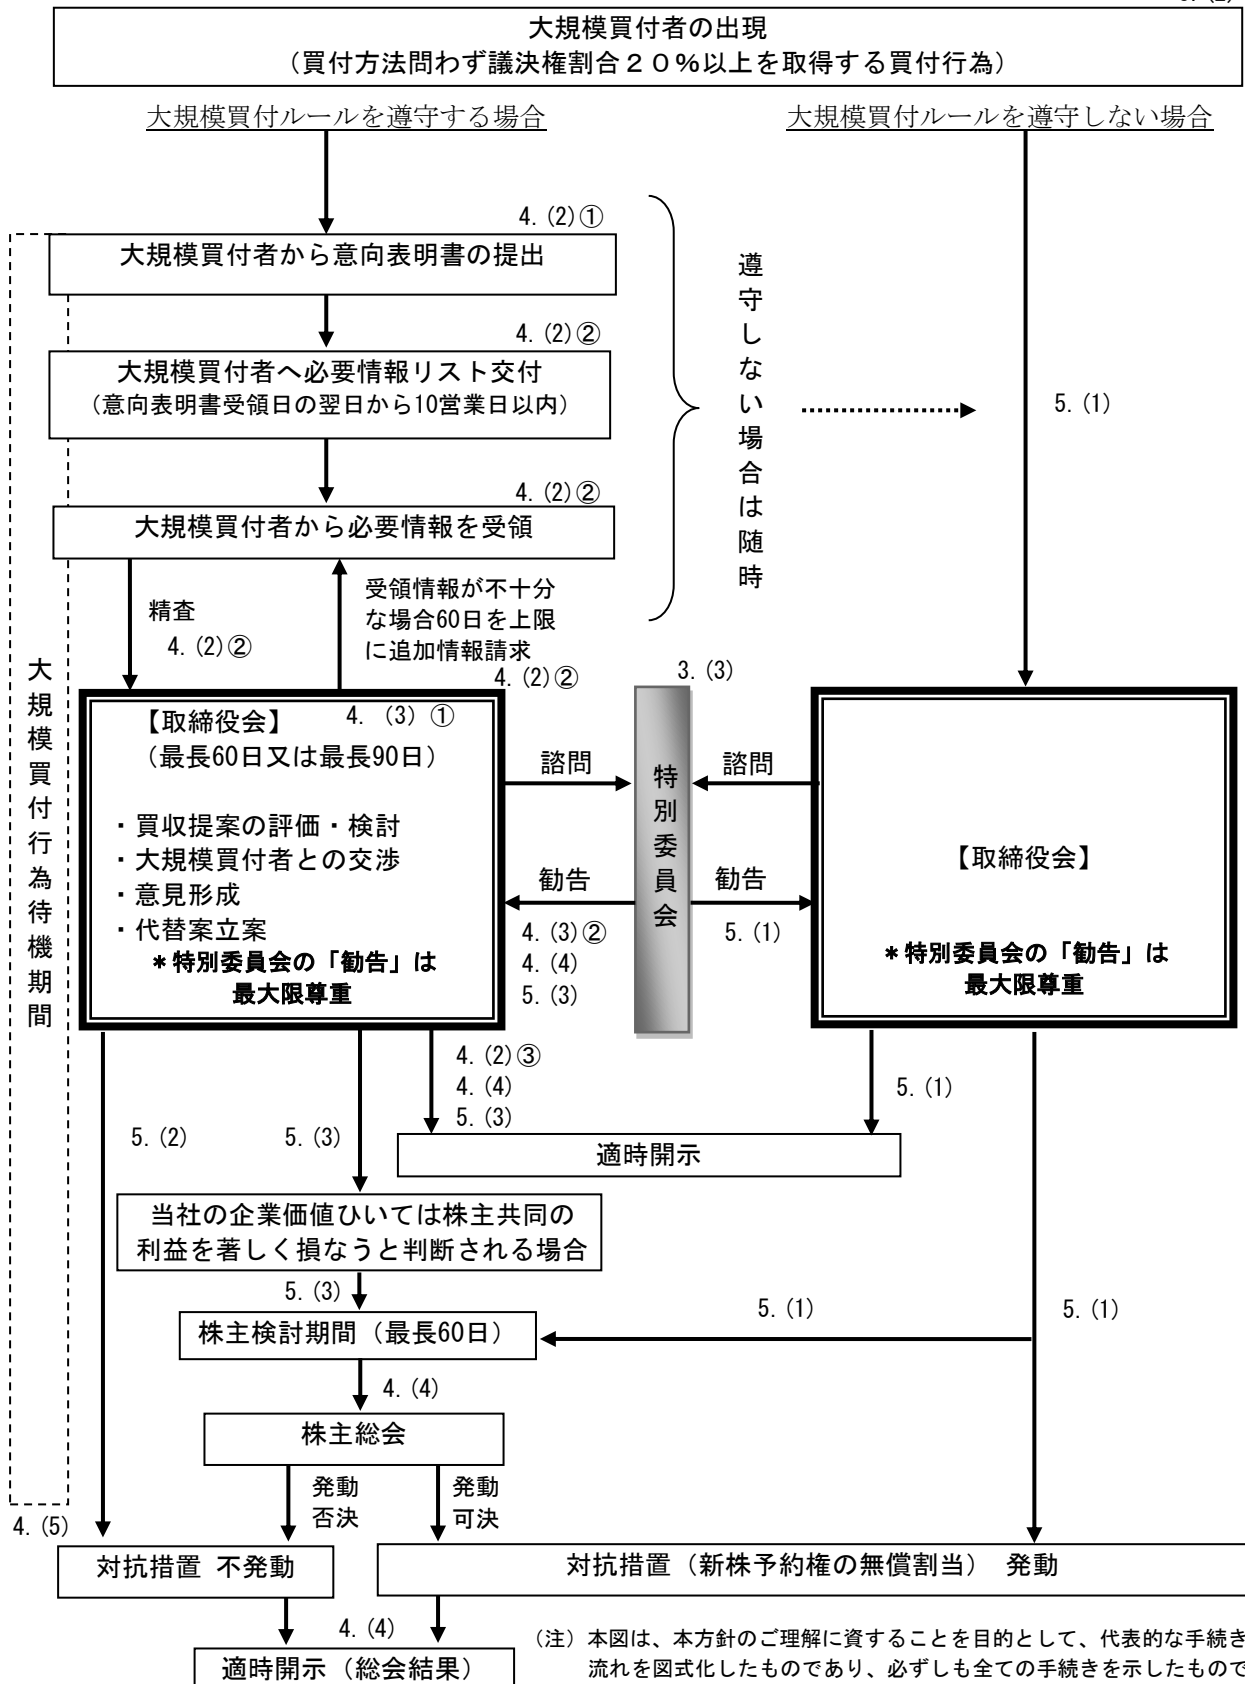 大規模買付者の出現
（買付方法問わず議決権割合２０％以上を取得する買付行為）
大規模買付ルールを遵守する場合
大規模買付ルールを遵守しない場合
4. (2)①
大規模買付者から意向表明書の提出
4. (2)②
大規模買付者へ必要情報リスト交付
（意向表明書受領日の翌日から10営業日以内）
4. (2)②
大規模買付者から必要情報を受領
遵守しない場合は随時
5. (1)
精査
4. (2)②
受領情報が不十分
な場合60日を上限
に追加情報請求
4. (2)②
大規模買付行為待機期間
【取締役会】
4. (3)①
（最長60日又は最長90日）
・買収提案の評価・検討
・大規模買付者との交渉
・意見形成
・代替案立案
＊特別委員会の「勧告」は
最大限尊重
諮問
勧告
4. (3)②
4. (4)
5. (3)
3. (3)
特別委員会
諮問
勧告
5. (1)
【取締役会】
＊特別委員会の「勧告」は
最大限尊重
4. (2)③
4. (4)
5. (3)
5. (1)
5. (2)
5. (3)
適時開示
当社の企業価値ひいては株主共同の
利益を著しく損なうと判断される場合
5. (3)
5. (1)
5. (1)
株主検討期間（最長60日）
4. (4)
株主総会
発動
否決
発動
可決
4. (5)
対抗措置 不発動
対抗措置（新株予約権の無償割当） 発動
4. (4)
適時開示（総会結果）
（注）本図は、本方針のご理解に資することを目的として、代表的な手続き
流れを図式化したものであり、必ずしも全ての手続きを示したもので